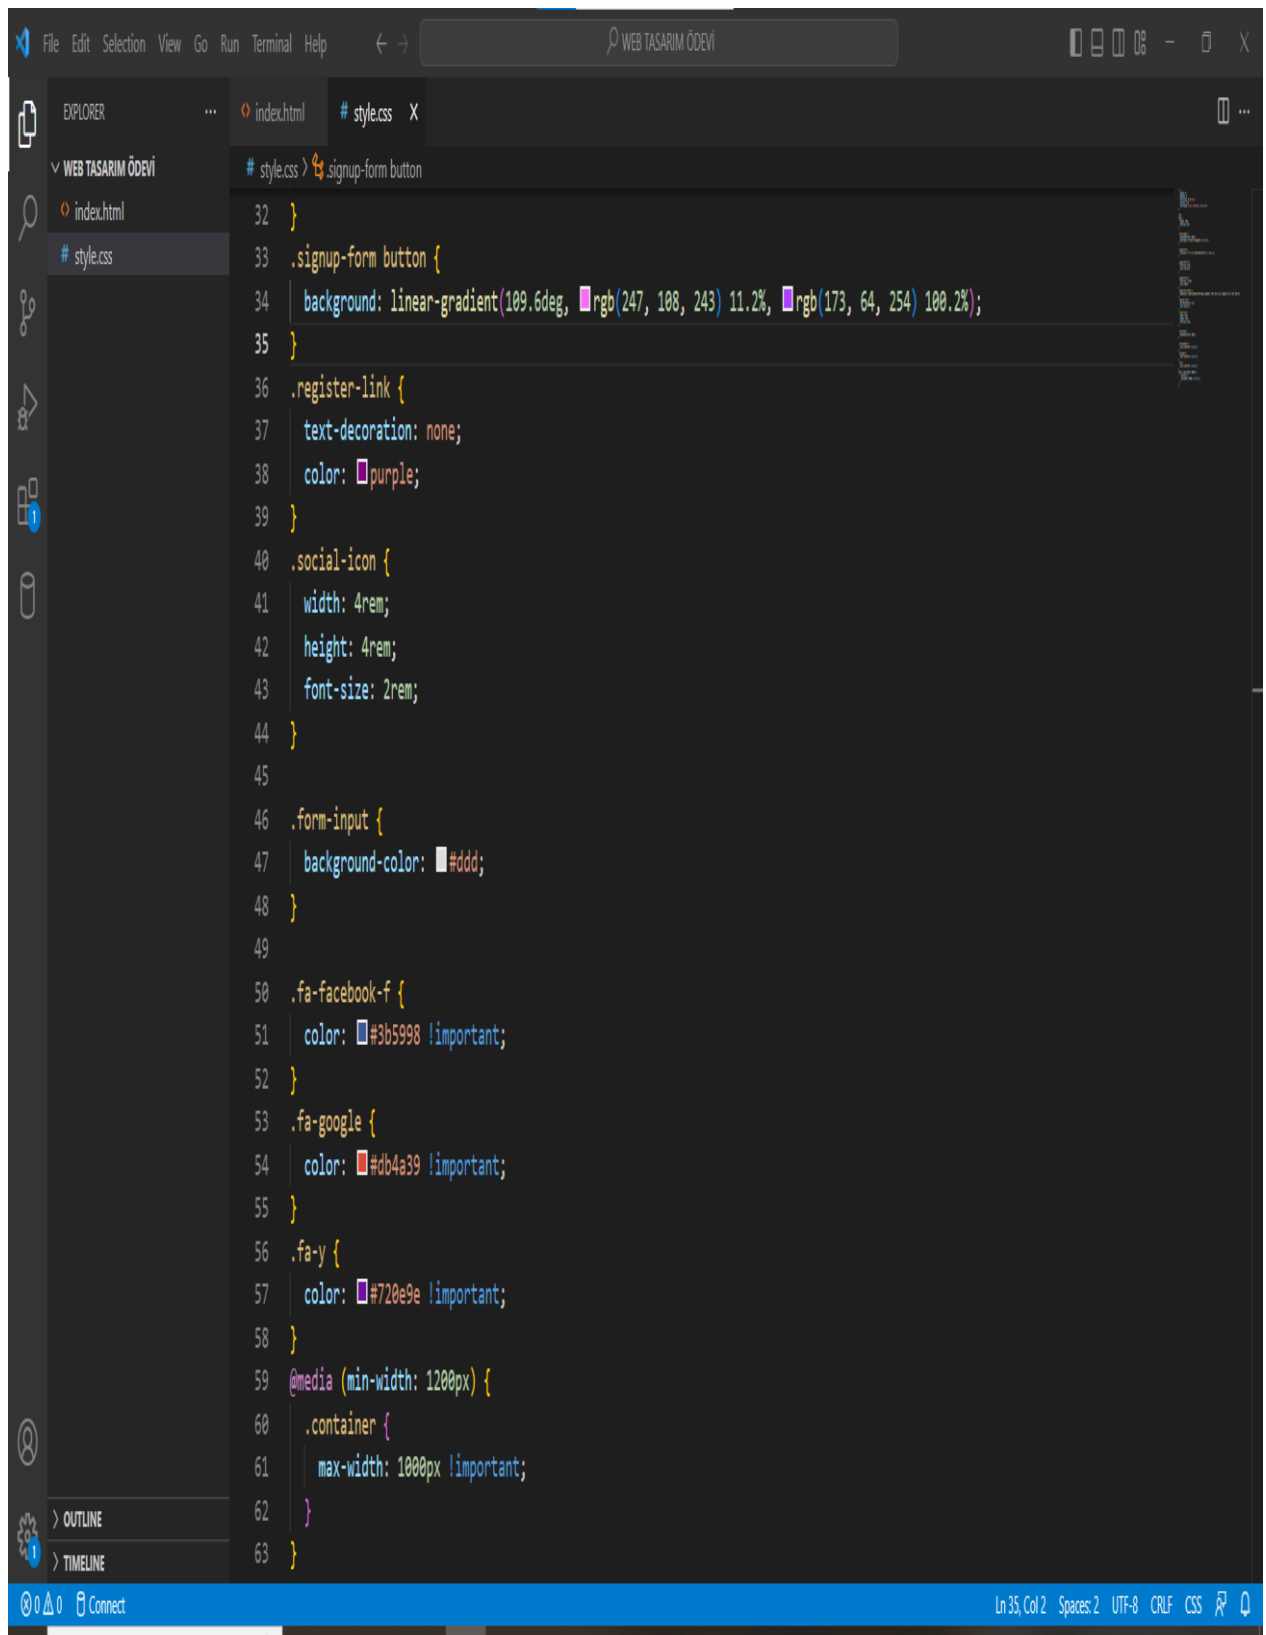 File Edit Selection View Go Run Terminal Help
WEB TASARIM ÖDEVİ
EXPLORER
WEB TASARIM ÖDEVİ
index.html
style.css
OUTLINE
TIMELINE
index.html style.css
style.css > .signup-form button
32 }
33 .signup-form button {
34 background: linear-gradient(109.6deg, rgb(247, 108, 243) 11.2%, rgb(173, 64, 254) 100.2%);
35 }
36 .register-link {
37 text-decoration: none;
38 color: purple;
39 }
40 .social-icon {
41 width: 4rem;
42 height: 4rem;
43 font-size: 2rem;
44 }
45
46 .form-input {
47 background-color: #ddd;
48 }
49
50 .fa-facebook-f {
51 color: #3b5998 !important;
52 }
53 .fa-google {
54 color: #db4a39 !important;
55 }
56 .fa-y {
57 color: #720e9e !important;
58 }
59 @media (min-width: 1200px) {
60 .container {
61 max-width: 1000px !important;
62 }
63 }
1
1
0 0 Connect
Ln 35, Col 2 Spaces: 2 UTF-8 CRLF CSS